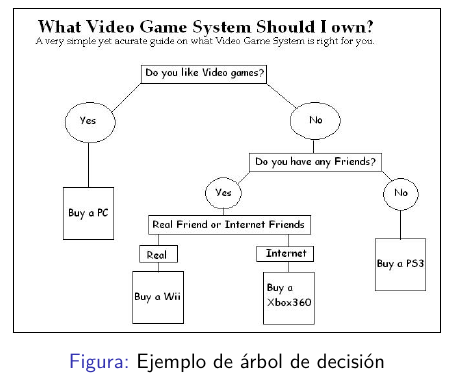 What Video Game System Should I own?
A very simple yet acurate guide on what Video Game System is right for you.
Do you like Video games?
Yes
No
Do you have any Friends?
Yes
No
Buy a PC
Real Friend or Internet Friends
Real
Internet
Buy a PS3
Buy a Wii
Buy a
Xbox360
Figura: Ejemplo de árbol de decisión